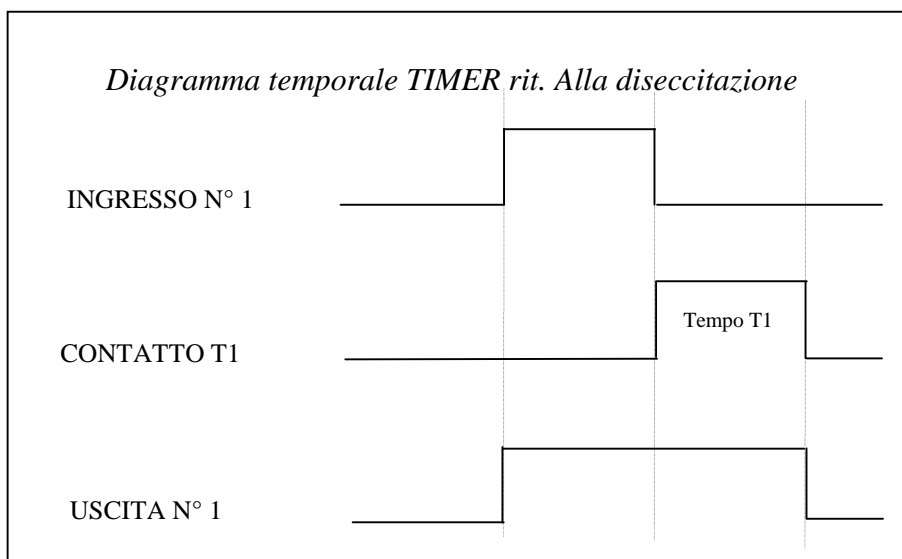 Diagramma temporale TIMER rit. Alla diseccitazione
INGRESSO N° 1
Tempo T1
CONTATTO T1
USCITA N° 1